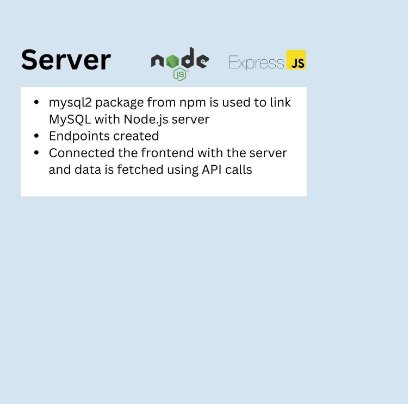 Server node JS Express JS
• mysql2 package from npm is used to link
MySQL with Node.js server
• Endpoints created
• Connected the frontend with the server
and data is fetched using API calls